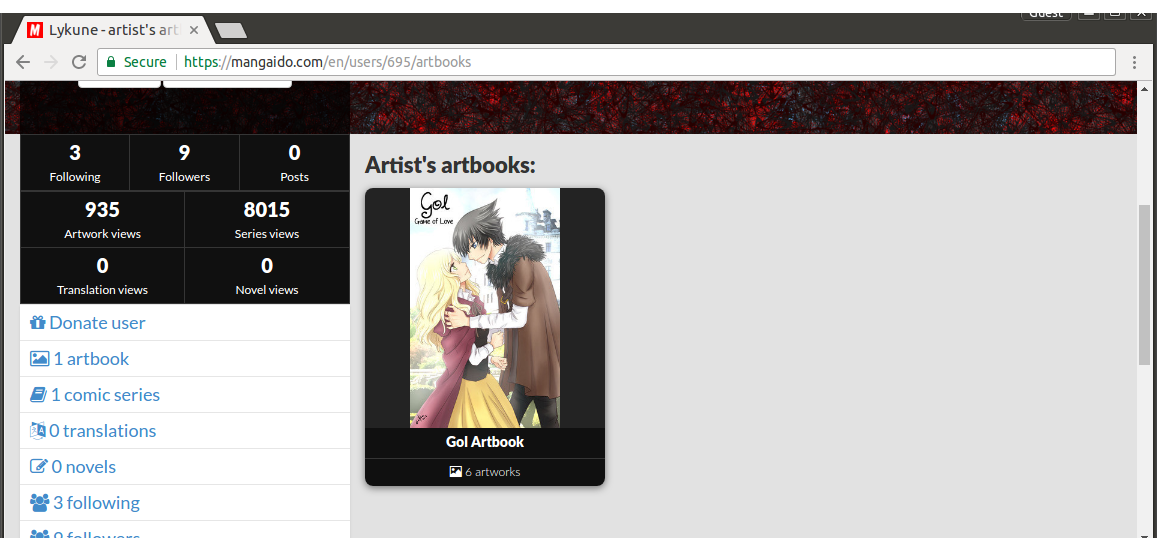 Guest
M Lykune - artist's art
Secure https://mangaido.com/en/users/695/artbooks
3
Following
9
Followers
0
Posts
935
Artwork views
8015
Series views
0
Translation views
0
Novel views
Donate user
1 artbook
1 comic series
0 translations
0 novels
3 following
9 followers
Artist's artbooks:
Gol
Game of Love
Gol Artbook
6 artworks